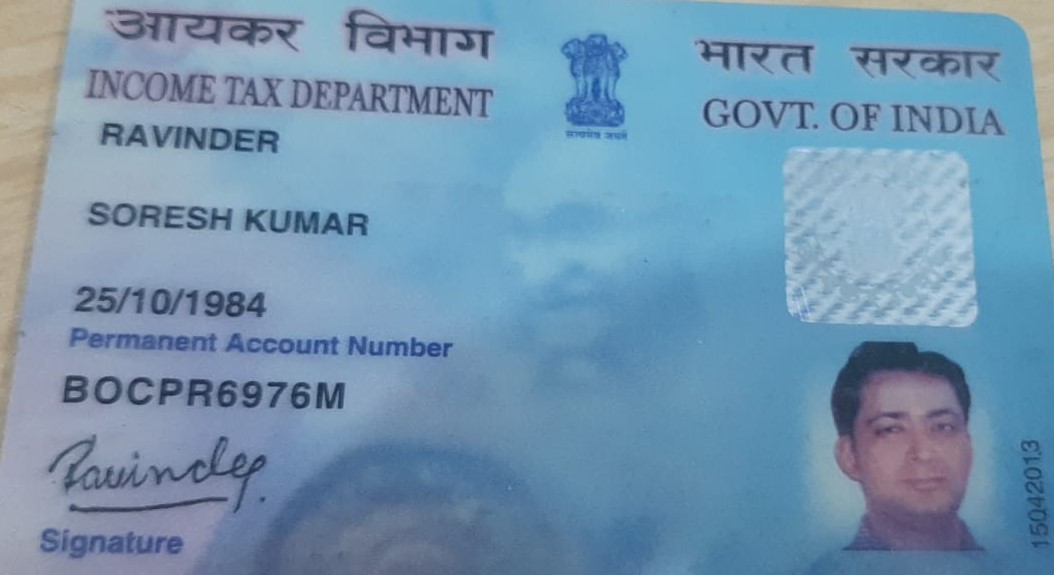 आयकर विभाग
INCOME TAX DEPARTMENT
भारत सरकार
GOVT. OF INDIA
सत्यमेव जयते
RAVINDER
SORESH KUMAR
25/10/1984
Permanent Account Number
BOCPR6976M
Ravinder
Signature
15042013